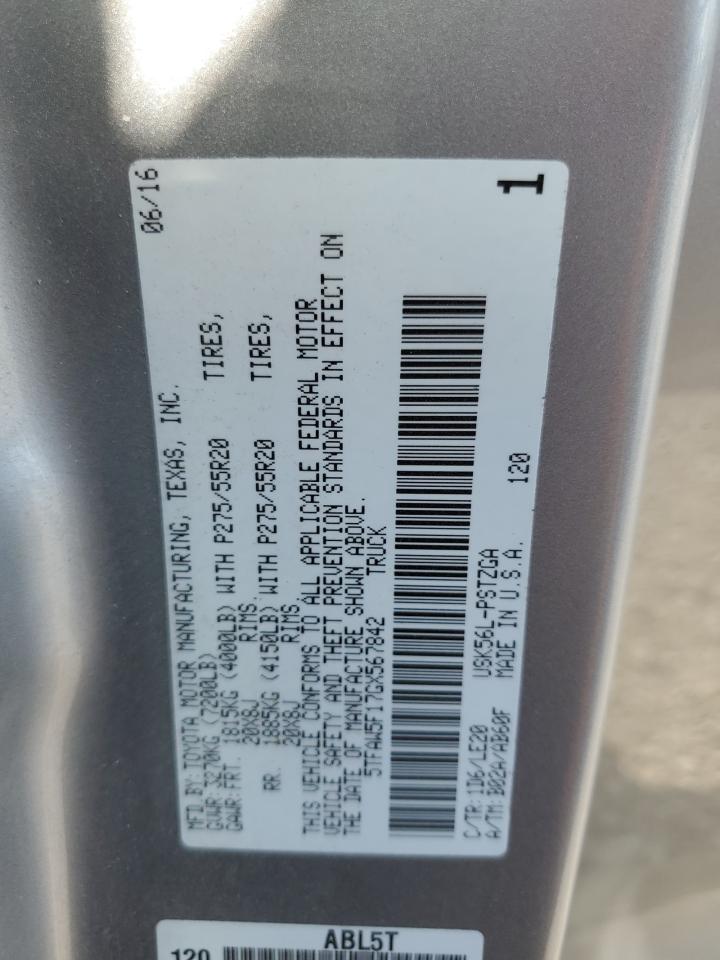 MFD BY: TOYOTA MOTOR MANUFACTURING, TEXAS, INC. 06/16
GVWR: 3270KG (7200LB)
GAWR: FRT. 1815KG (4000LB) WITH P275/55R20 TIRES,
20X8J RIMS.
RR. 1885KG (4150LB) WITH P275/55R20 TIRES,
20X8J RIMS.
THIS VEHICLE CONFORMS TO ALL APPLICABLE FEDERAL MOTOR
VEHICLE SAFETY AND THEFT PREVENTION STANDARDS IN EFFECT ON
THE DATE OF MANUFACTURE SHOWN ABOVE.
5TFAW5F17GX567842 TRUCK
C/TR: 1D6/LE20 USK56L-PSTZGA
A/TM: B02A/AB60F MADE IN U.S.A. 120
1
ABL5T
120